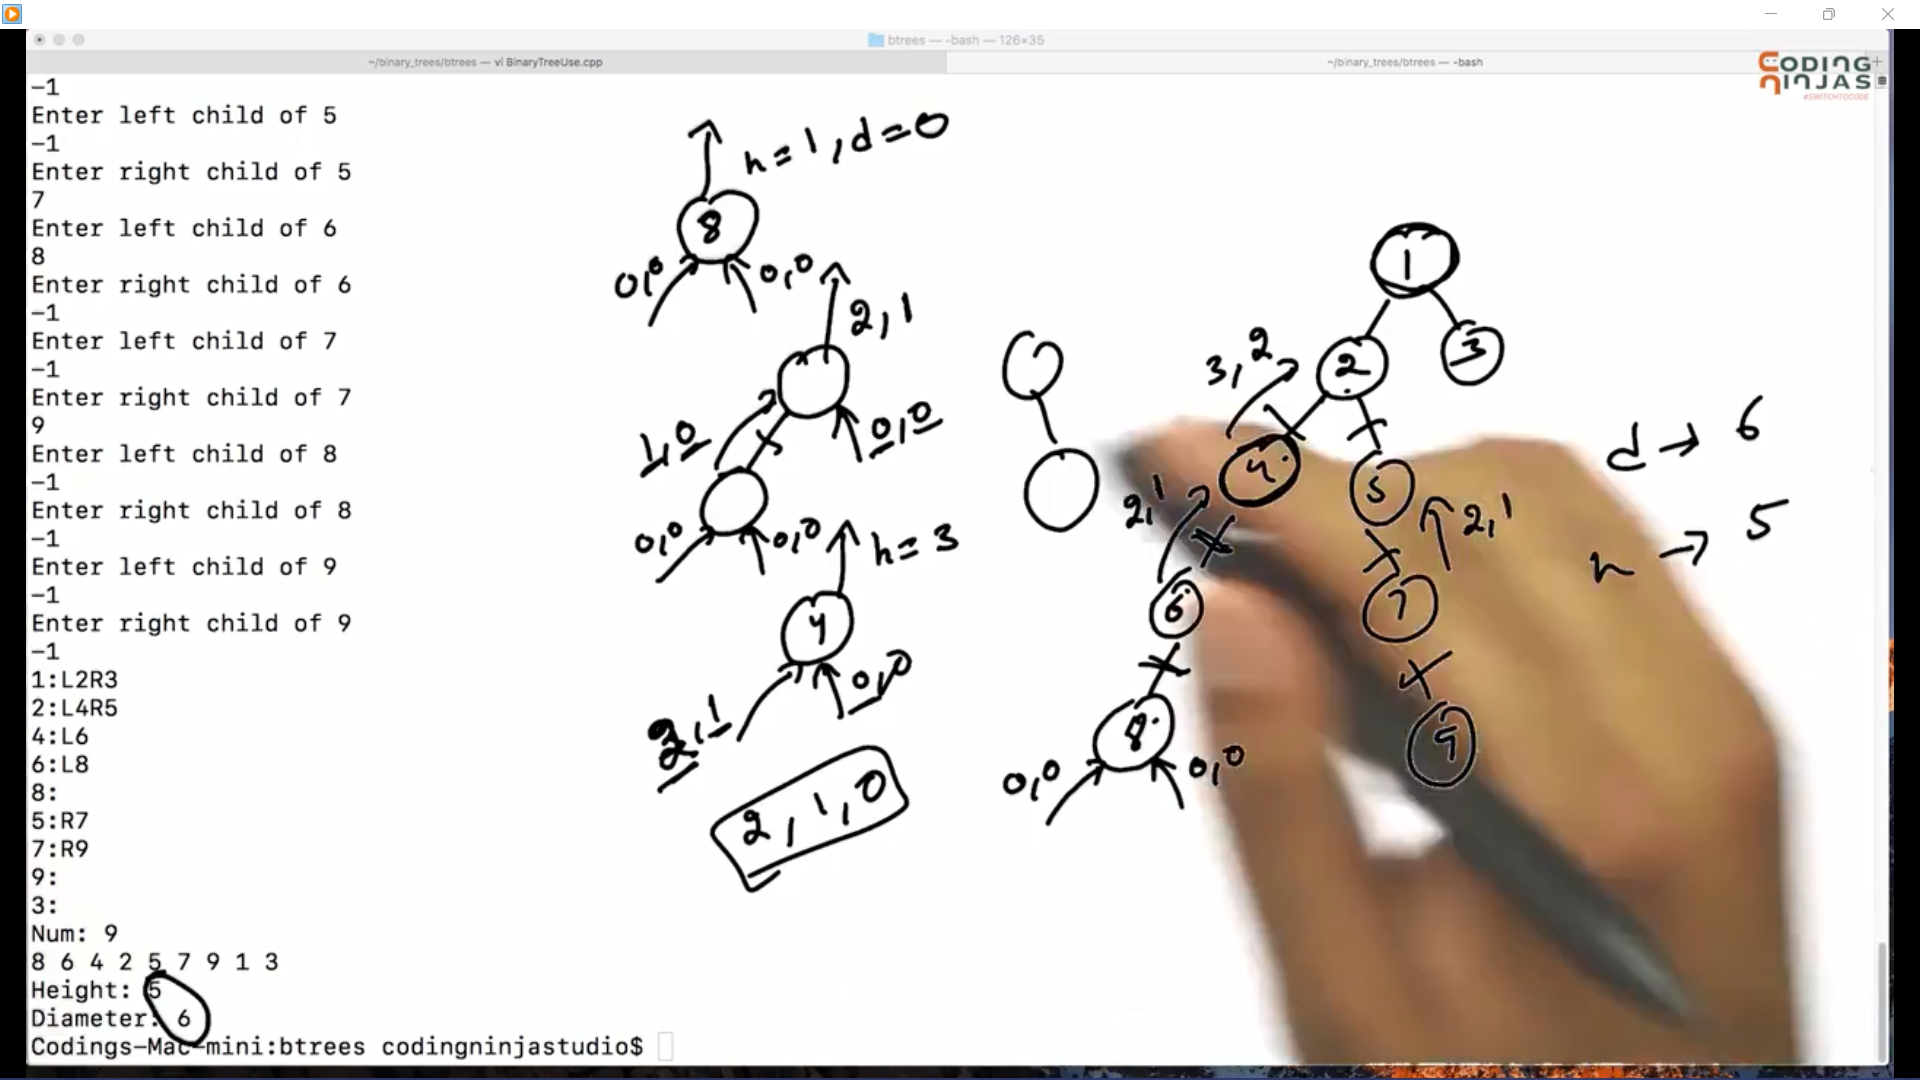 btrees — -bash — 126×35
~/binary_trees/btrees — vi BinaryTreeUse.cpp
~/binary_trees/btrees — -bash
CODING NINJAS
#SWITCHTOCODE
-1
Enter left child of 5
-1
Enter right child of 5
7
Enter left child of 6
8
Enter right child of 6
-1
Enter left child of 7
-1
Enter right child of 7
9
Enter left child of 8
-1
Enter right child of 8
-1
Enter left child of 9
-1
Enter right child of 9
-1
1:L2R3
2:L4R5
4:L6
6:L8
8:
5:R7
7:R9
9:
3:
Num: 9
8 6 4 2 5 7 9 1 3
Height: 5
Diameter: 6
Codings-Mac-mini:btrees codingninjastudio$
h=1, d=0
8
0,0
0,0
2,1
1,0
0,0
0,0
0,0
h=3
4
2,1
0,0
2,1,0
1
2
3
3,2
4
5
2,1
2,1
6
7
8
9
0,0
0,0
d → 6
h → 5